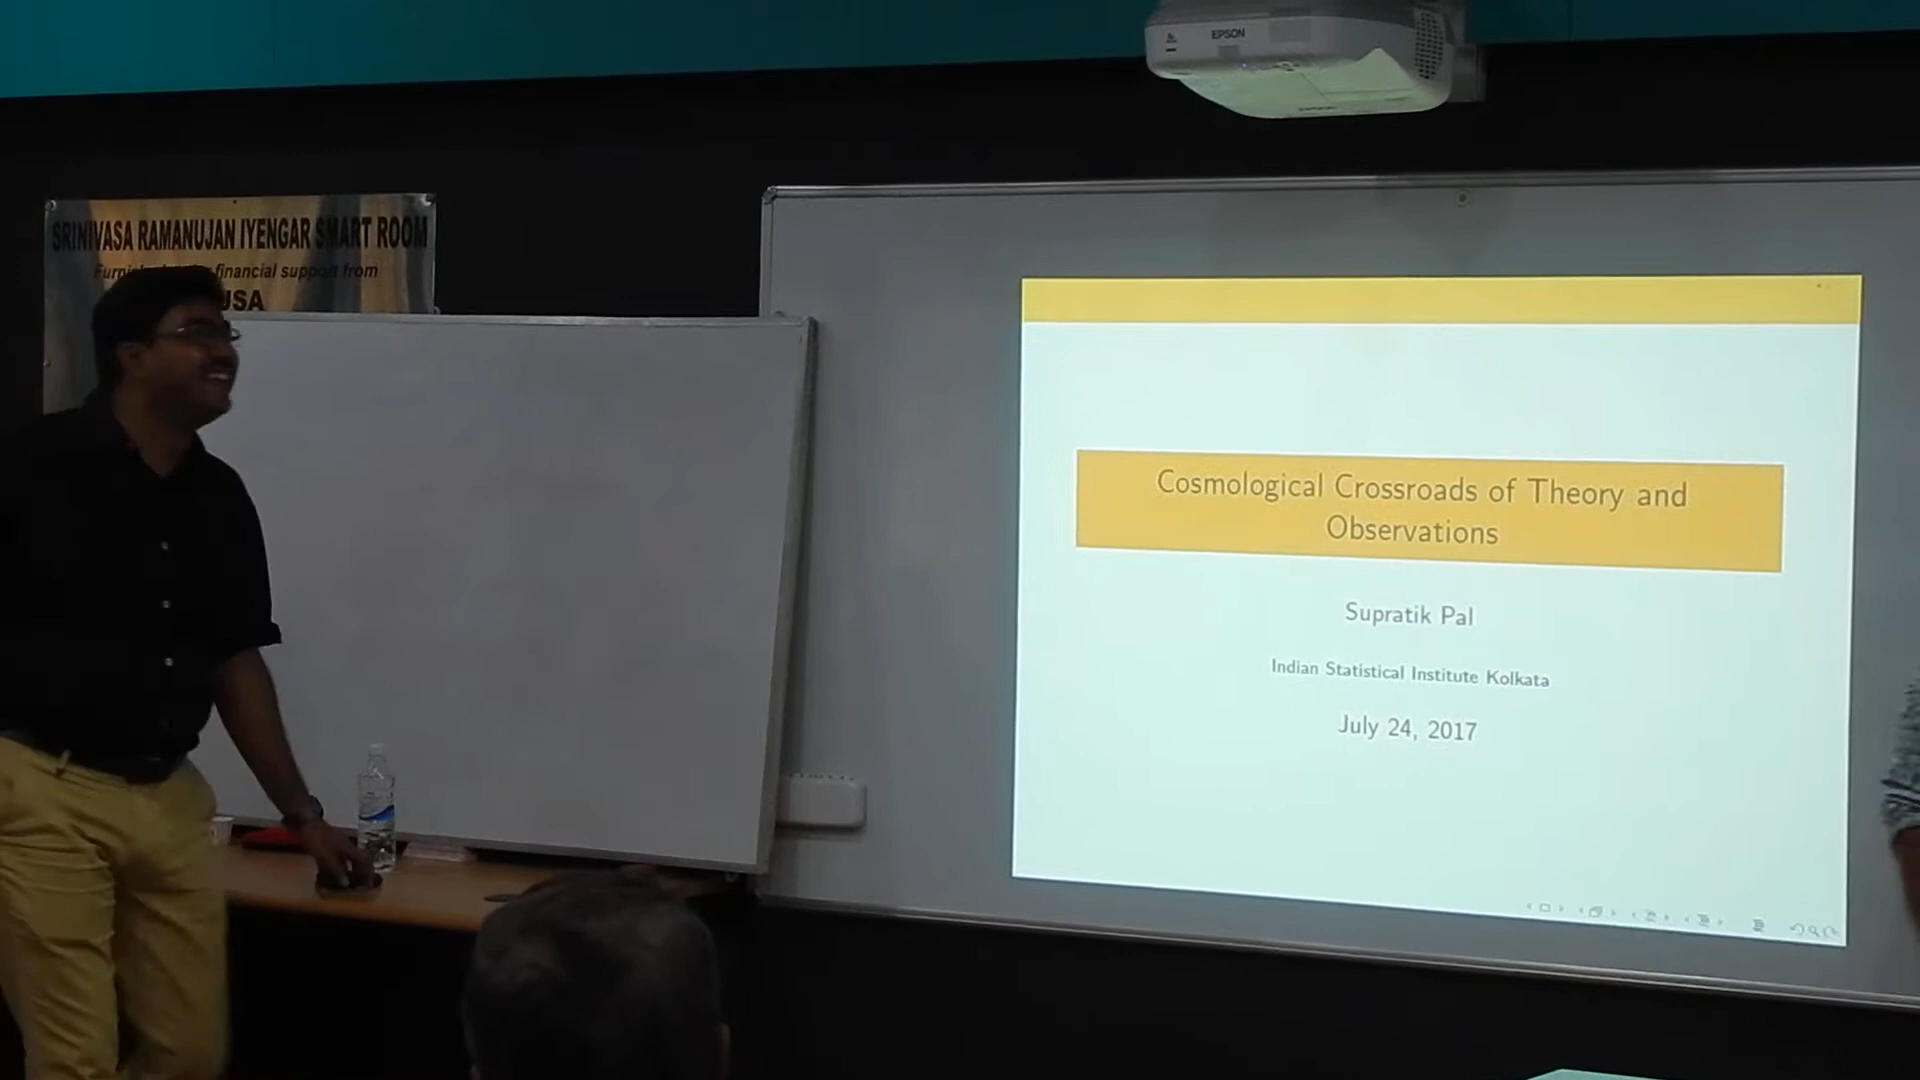 EPSON
SRINIVASA RAMANUJAN IYENGAR SMART ROOM
financial support from
USA
Cosmological Crossroads of Theory and
Observations
Supratik Pal
Indian Statistical Institute Kolkata
July 24, 2017